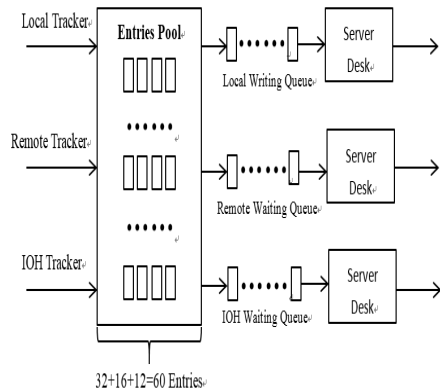 Local Tracker
Entries Pool
Server
Desk
Local Writing Queue
Remote Tracker
Server
Desk
Remote Waiting Queue
IOH Tracker
Server
Desk
IOH Waiting Queue
32+16+12=60 Entries